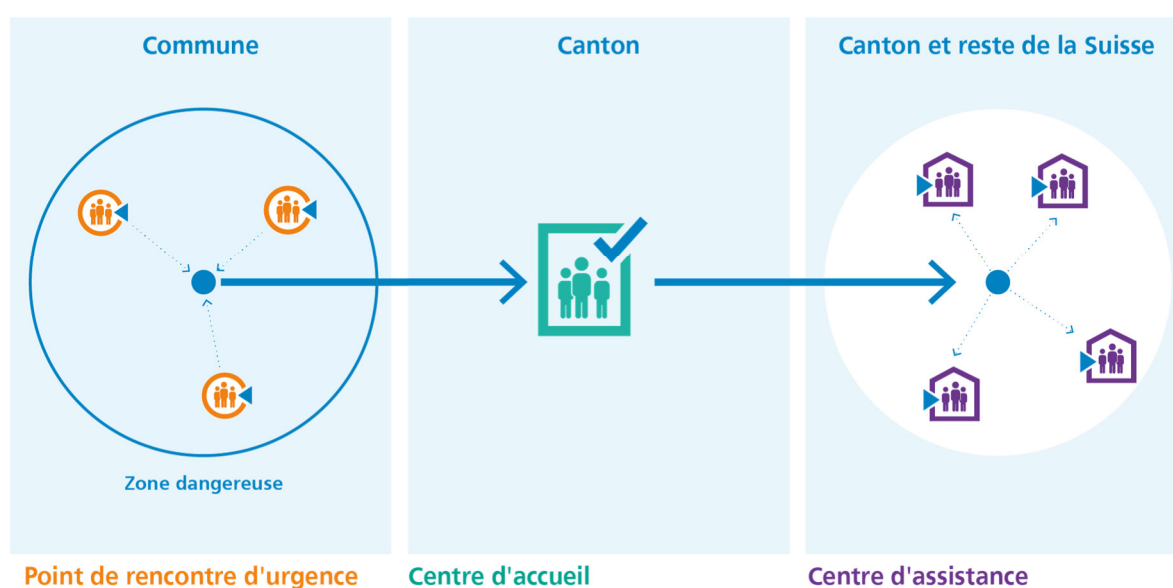 Commune
Canton
Canton et reste de la Suisse
Zone dangereuse
Point de rencontre d'urgence
Centre d'accueil
Centre d'assistance